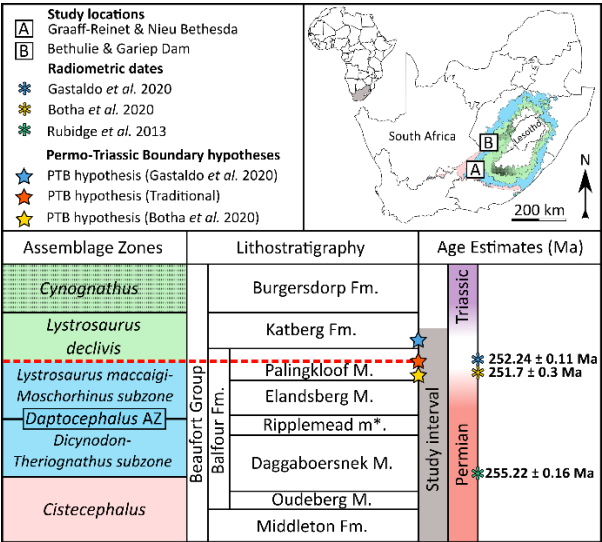 Study locations
A Graaff-Reinet & Nieu Bethesda
B Bethulie & Gariep Dam
Radiometric dates
Gastaldo et al. 2020
Botha et al. 2020
Rubidge et al. 2013
Permo-Triassic Boundary hypotheses
PTB hypothesis (Gastaldo et al. 2020)
PTB hypothesis (Traditional)
PTB hypothesis (Botha et al. 2020)
South Africa
Lesotho
B
A
N
200 km
Assemblage Zones
Lithostratigraphy
Age Estimates (Ma)
Cynognathus
Lystrosaurus
declivis
Lystrosaurus maccaigi-
Moschorhinus subzone
Daptocephalus AZ
Dicynodon-
Theriognathus subzone
Cistecephalus
Beaufort Group
Balfour Fm.
Burgersdorp Fm.
Katberg Fm.
Palingkloof M.
Elandsberg M.
Ripplemead m*.
Daggaboersnek M.
Oudeberg M.
Middleton Fm.
Study interval
Triassic
Permian
252.24 ± 0.11 Ma
251.7 ± 0.3 Ma
255.22 ± 0.16 Ma